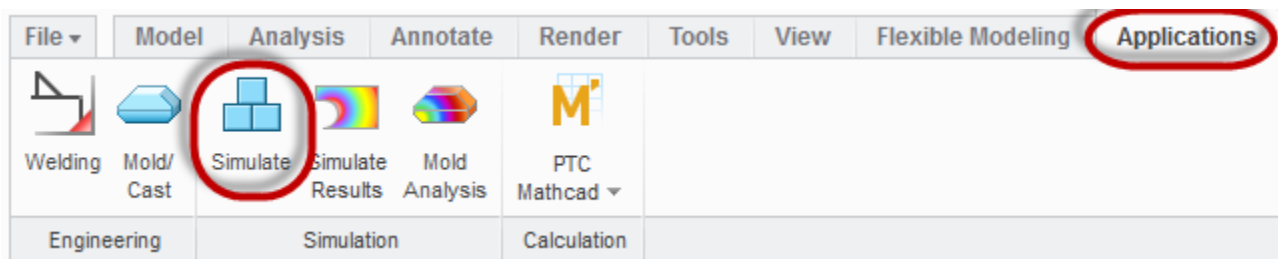 File Model Analysis Annotate Render Tools View Flexible Modeling Applications
Welding Mold/ Simulate Simulate Mold PTC
Cast Results Analysis Mathcad
Engineering Simulation Calculation